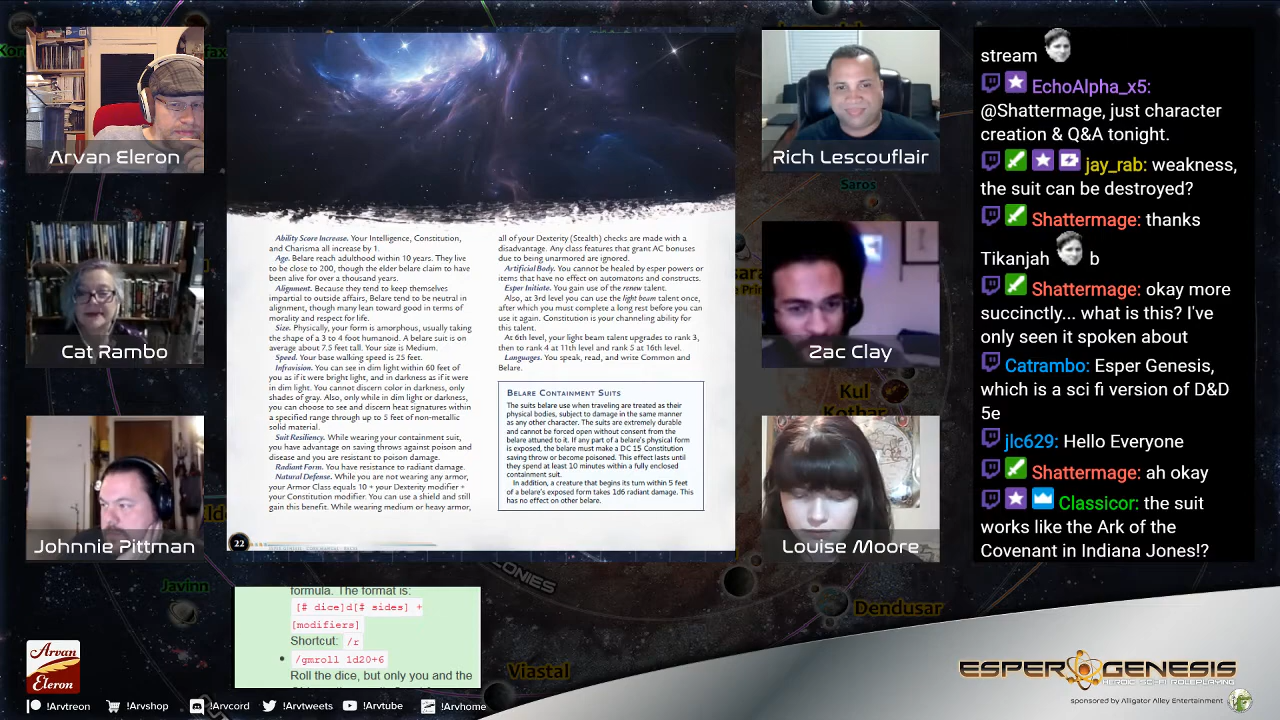 Arvan Eleron
Cat Rambo
Johnnie Pittman
Ability Score Increase. Your Intelligence, Constitution,
and Charisma all increase by 1.
Age. Belare reach adulthood within 10 years. They live
to be close to 200, though the elder belare claim to have
been alive for over a thousand years.
Alignment. Because they tend to keep themselves
impartial to outside affairs, Belare tend to be neutral in
alignment, though many lean toward good in terms of
morality and respect for life.
Size. Physically, your form is amorphous, usually taking
the shape of a 3 to 4 foot humanoid. A belare suit is on
average about 7.5 feet tall. Your size is Medium.
Speed. Your base walking speed is 25 feet.
Infravision. You can see in dim light within 60 feet of
you as if it were bright light, and in darkness as if it were
in dim light. You cannot discern color in darkness, only
shades of gray. Also, only while in dim light or darkness,
you can choose to see and discern heat signatures within
a specified range through up to 5 feet of non-metallic
solid material.
Suit Resiliency. While wearing your containment suit,
you have advantage on saving throws against poison and
disease and you are resistant to poison damage.
Radiant Form. You have resistance to radiant damage.
Natural Defense. While you are not wearing any armor,
your Armor Class equals 10 + your Dexterity modifier +
your Constitution modifier. You can use a shield and still
gain this benefit. While wearing medium or heavy armor,
22
all of your Dexterity (Stealth) checks are made with a
disadvantage. Any class features that grant AC bonuses
due to being unarmored are ignored.
Artificial Body. You cannot be healed by esper powers or
items that have no effect on automatons and constructs.
Esper Initiate. You gain use of the renew talent.
Also, at 3rd level you can use the light beam talent once,
after which you must complete a long rest before you can
use it again. Constitution is your channeling ability for
this talent.
At 6th level, your light beam talent upgrades to rank 3,
then to rank 4 at 11th level and rank 5 at 16th level.
Languages. You speak, read, and write Common and
Belare.
BELARE CONTAINMENT SUITS
The suits belare use when traveling are treated as their
physical bodies, subject to damage in the same manner
as any other character. The suits are extremely durable
and cannot be forced open without consent from the
belare attuned to it. If any part of a belare's physical form
is exposed, the belare must make a DC 15 Constitution
saving throw or become poisoned. This effect lasts until
they spend at least 10 minutes within a fully enclosed
containment suit.
In addition, a creature that begins its turn within 5 feet
of a belare's exposed form takes 1d6 radiant damage. This
has no effect on other belare.
Rich Lescouflair
Saros
Zac Clay
Kul
Kothar
Louise Moore
stream
EchoAlpha_x5:
@Shattermage, just character
creation & Q&A tonight.
jay_rab: weakness,
the suit can be destroyed?
Shattermage: thanks
Tikanjah b
Shattermage: okay more
succinctly... what is this? I've
only seen it spoken about
Catrambo: Esper Genesis,
which is a sci fi version of D&D
5e
jlc629: Hello Everyone
Shattermage: ah okay
Classicor: the suit
works like the Ark of the
Covenant in Indiana Jones!?
Javinn
formula. The format is:
[# dice]d[# sides] +
[modifiers]
Shortcut: /r
/gmroll 1d20+6
Roll the dice, but only you and the
Viastal
Dendusar
Arvan
Eleron
!Arvtreon !Arvshop !Arvcord !Arvtweets !Arvtube !Arvhome
ESPER GENESIS
HEROIC SCI-FI ROLEPLAYING
sponsored by Alligator Alley Entertainment